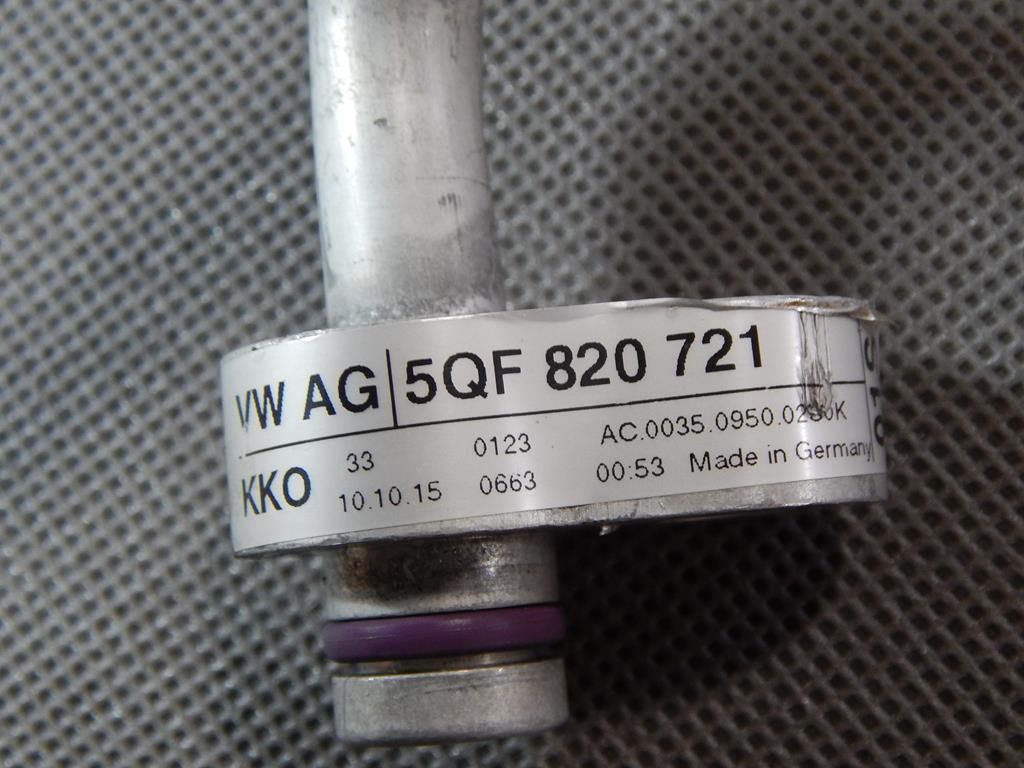 VW AG 5QF 820 721
33 0123
KKO 10.10.15 0663 00:53 Made in Germany